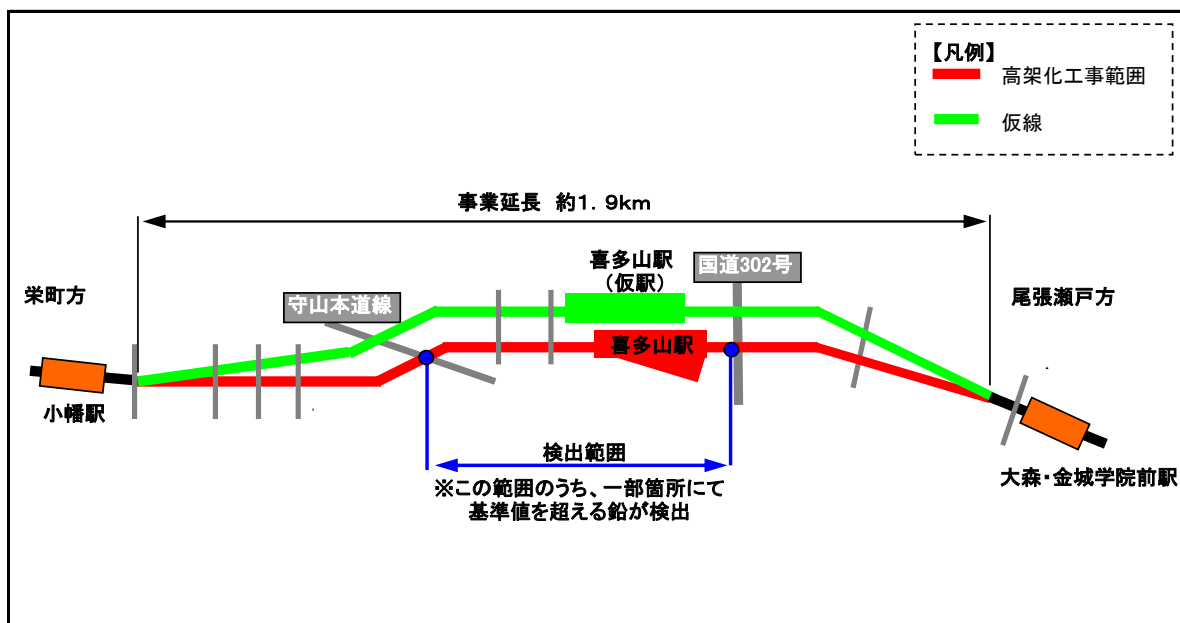 【凡例】
高架化工事範囲
仮線
事業延長 約1.9km
喜多山駅
（仮駅）
国道302号
栄町方
尾張瀬戸方
守山本道線
喜多山駅
小幡駅
検出範囲
大森・金城学院前駅
※この範囲のうち、一部箇所にて
基準値を超える鉛が検出